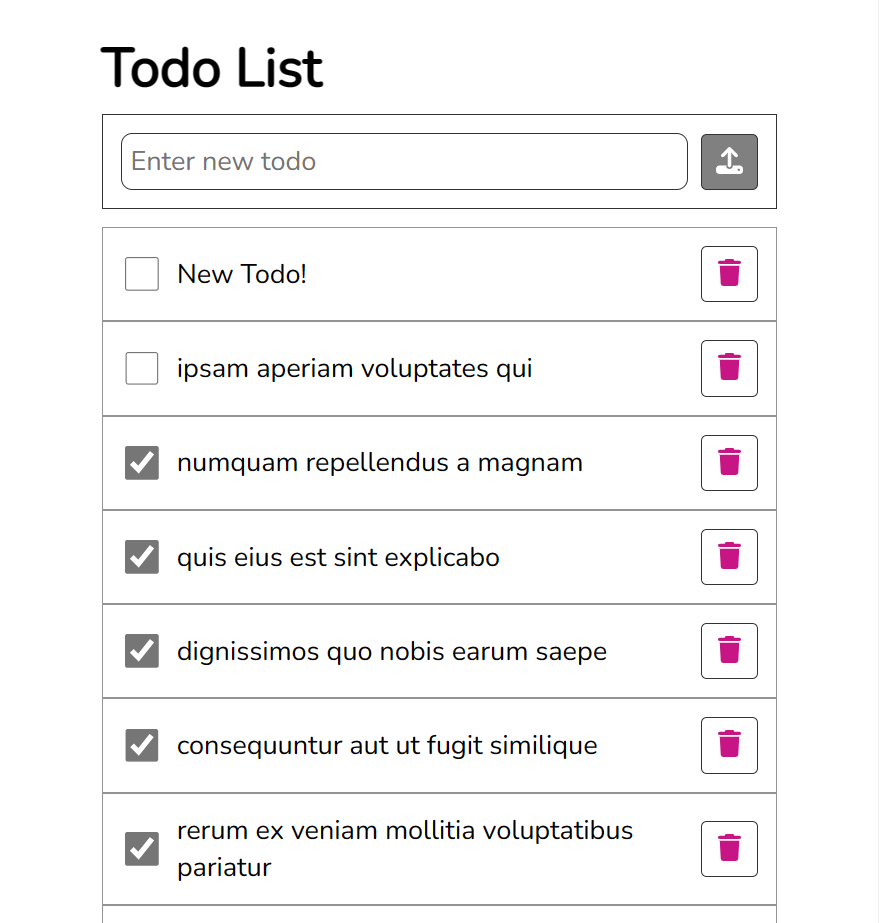 Todo List
Enter new todo
New Todo!
ipsam aperiam voluptates qui
numquam repellendus a magnam
quis eius est sint explicabo
dignissimos quo nobis earum saepe
consequuntur aut ut fugit similique
rerum ex veniam mollitia voluptatibus
pariatur